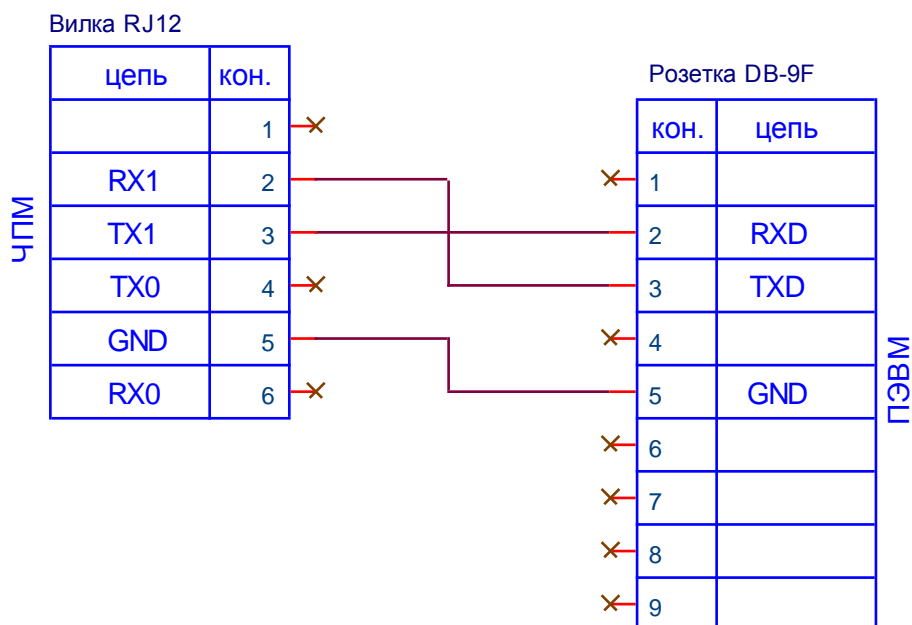 Вилка RJ12
цепь кон.
1
RX1 2
TX1 3
TX0 4
GND 5
RX0 6
ЧПМ
Розетка DB-9F
кон. цепь
1
2 RXD
3 TXD
4
5 GND
6
7
8
9
ПЭВМ